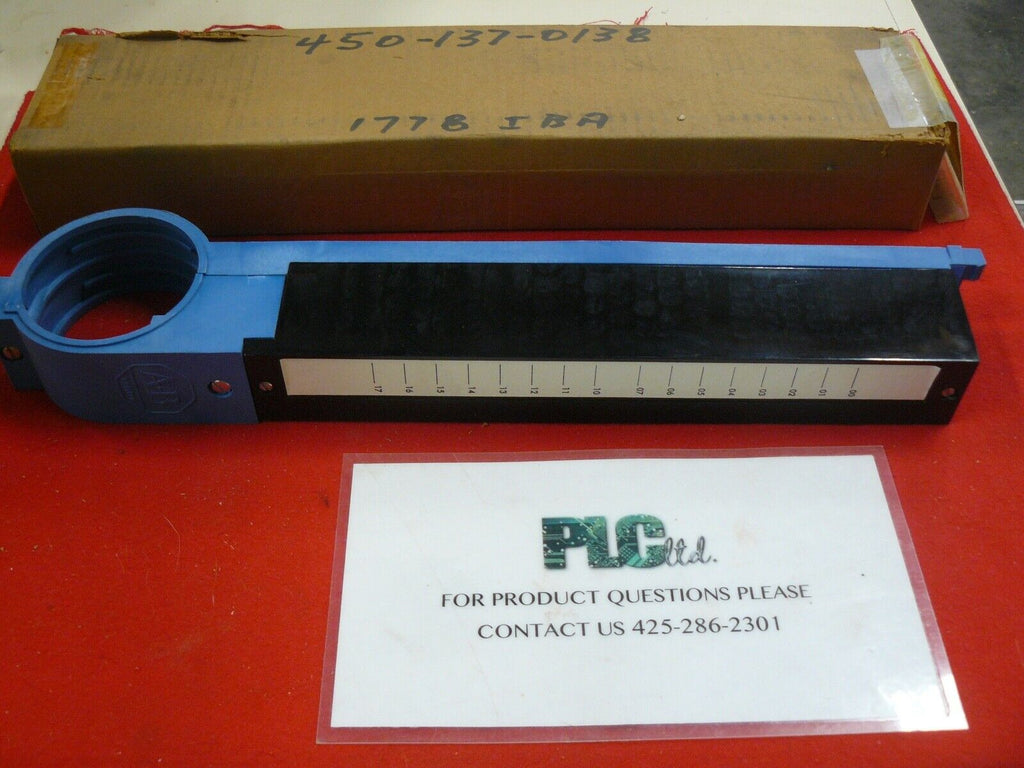 450-137-0138
1778 IBA
AB
17 16 15 14 13 12 11 10 07 06 05 04 03 02 01 00
PLC ltd.
FOR PRODUCT QUESTIONS PLEASE
CONTACT US 425-286-2301